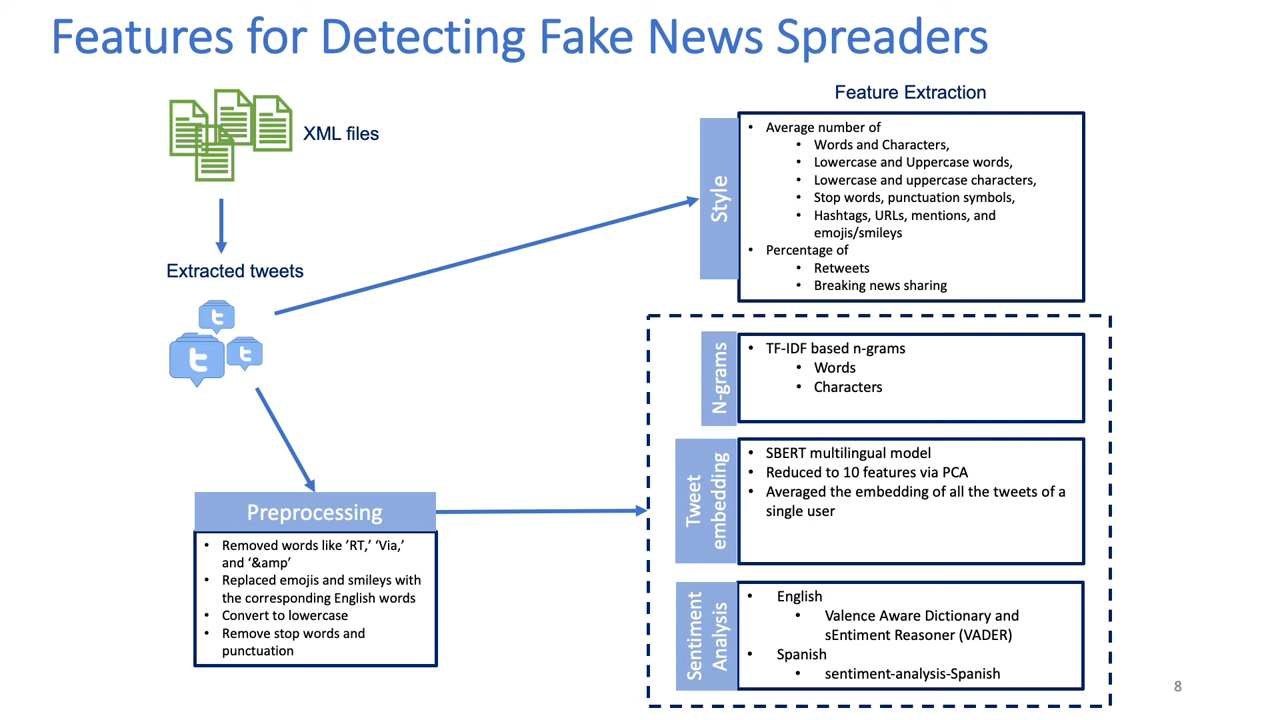 Features for Detecting Fake News Spreaders
XML files
Extracted tweets
Preprocessing
• Removed words like 'RT,' 'Via,'
and '&amp'
• Replaced emojis and smileys with
the corresponding English words
• Convert to lowercase
• Remove stop words and
punctuation
Feature Extraction
Style
• Average number of
• Words and Characters,
• Lowercase and Uppercase words,
• Lowercase and uppercase characters,
• Stop words, punctuation symbols,
• Hashtags, URLs, mentions, and
emojis/smileys
• Percentage of
• Retweets
• Breaking news sharing
N-grams
• TF-IDF based n-grams
• Words
• Characters
Tweet
embedding
• SBERT multilingual model
• Reduced to 10 features via PCA
• Averaged the embedding of all the tweets of a
single user
Sentiment
Analysis
• English
• Valence Aware Dictionary and
sEntiment Reasoner (VADER)
• Spanish
• sentiment-analysis-Spanish
8